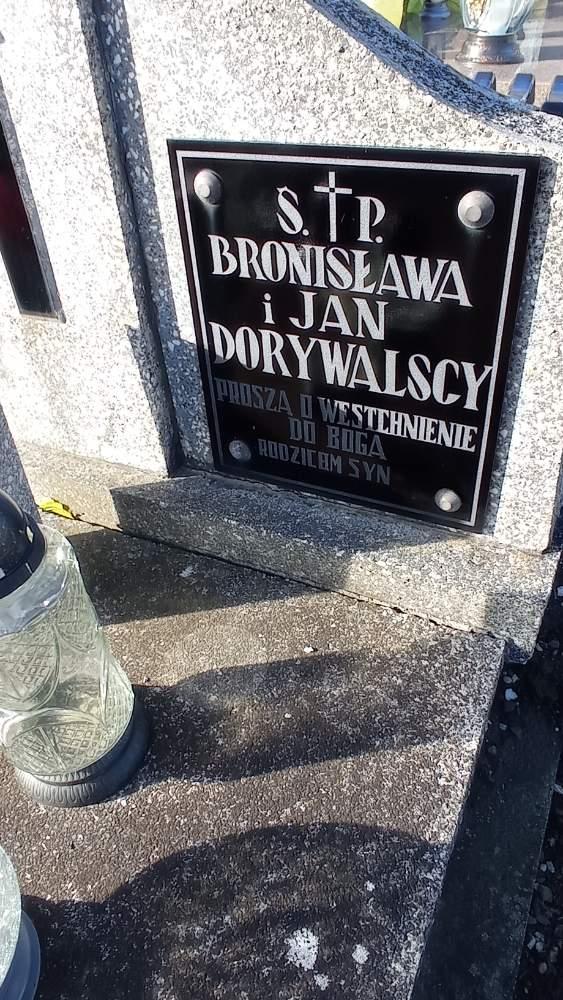 Ś. P.
BRONISŁAWA
i JAN
DORYWALSCY
PROSZĄ O WESTCHNIENIE
DO BOGA
RODZICOM SYN